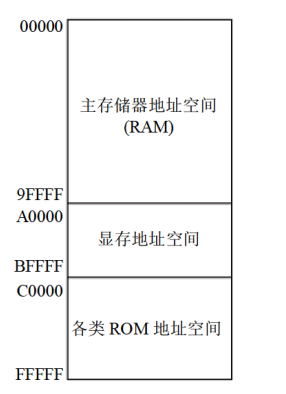 00000
主存储器地址空间
(RAM)
9FFFF
A0000
显存地址空间
BFFFF
C0000
各类 ROM 地址空间
FFFFF